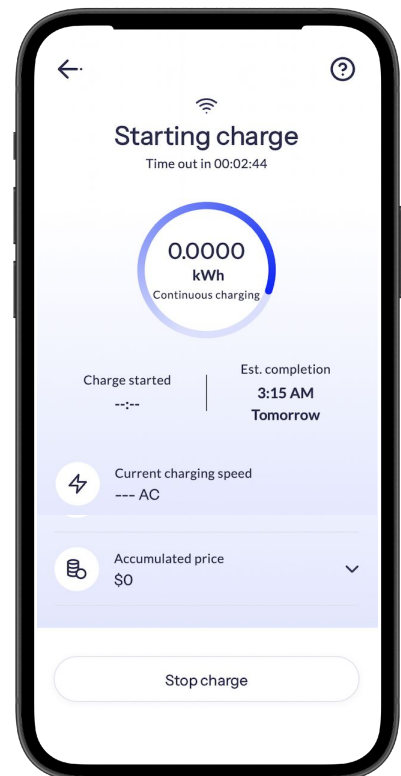 Starting charge
Time out in 00:02:44
0.0000
kWh
Continuous charging
Charge started
--:--
Est. completion
3:15 AM
Tomorrow
Current charging speed
--- AC
Accumulated price
$0
Stop charge